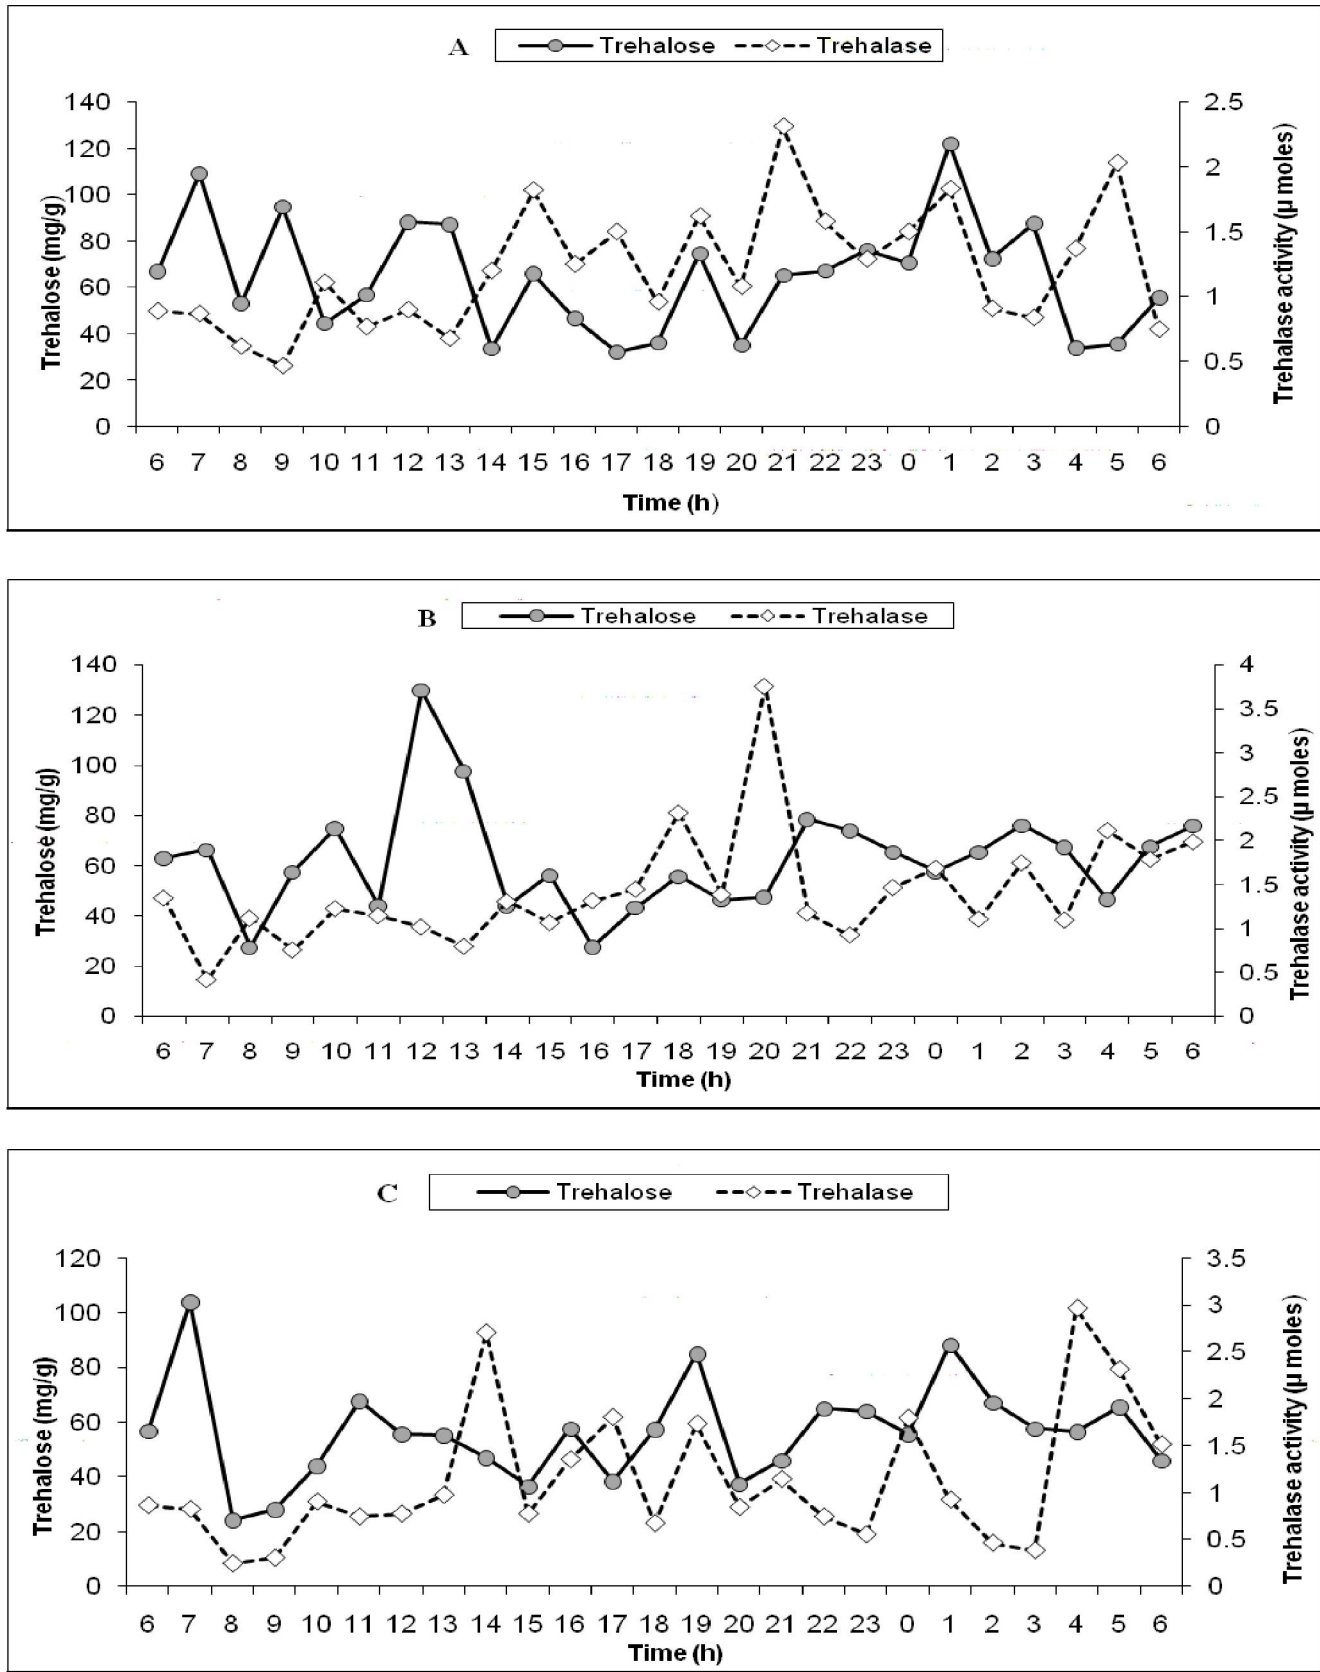 A Trehalose Trehalase
140 2.5
120 2
100
80 1.5
60 1
40 0.5
20
0 0
Trehalose (mg/g)
Trehalase activity (µ moles)
6 7 8 9 10 11 12 13 14 15 16 17 18 19 20 21 22 23 0 1 2 3 4 5 6
Time (h)
B Trehalose Trehalase
140 4
120 3.5
100 3
80 2.5
60 2
40 1.5
20 1
0 0.5
0
Trehalose (mg/g)
Trehalase activity (µ moles)
6 7 8 9 10 11 12 13 14 15 16 17 18 19 20 21 22 23 0 1 2 3 4 5 6
Time (h)
C Trehalose Trehalase
120 3.5
100 3
80 2.5
60 2
40 1.5
20 1
0 0.5
0
Trehalose (mg/g)
Trehalase activity (µ moles)
6 7 8 9 10 11 12 13 14 15 16 17 18 19 20 21 22 23 0 1 2 3 4 5 6
Time (h)